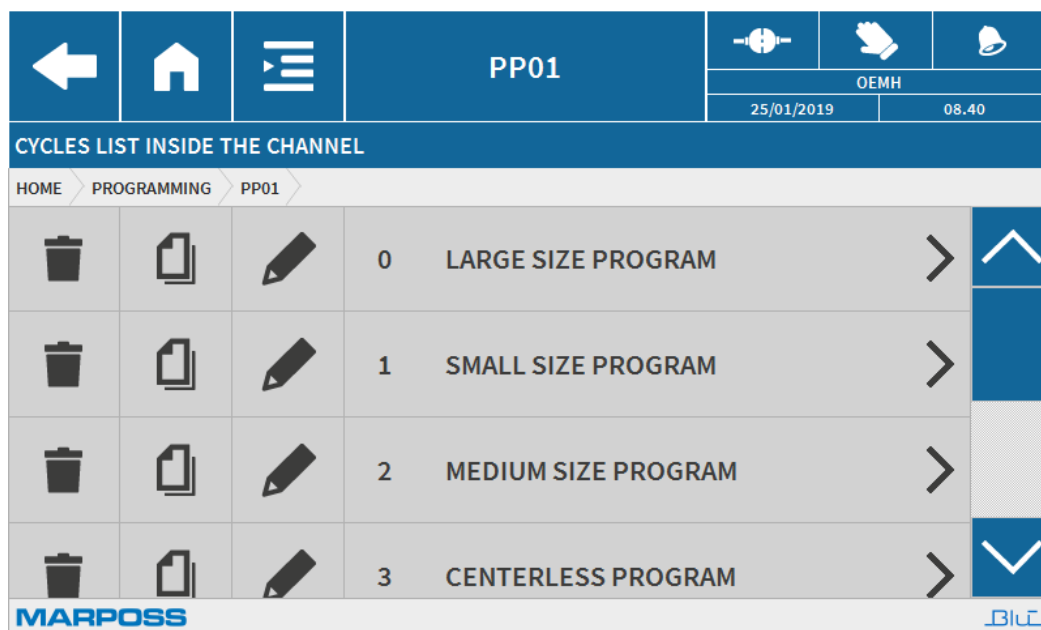 PP01
OEMH
25/01/2019 08.40
CYCLES LIST INSIDE THE CHANNEL
HOME PROGRAMMING PP01
0 LARGE SIZE PROGRAM
1 SMALL SIZE PROGRAM
2 MEDIUM SIZE PROGRAM
3 CENTERLESS PROGRAM
MARPOSS Blú